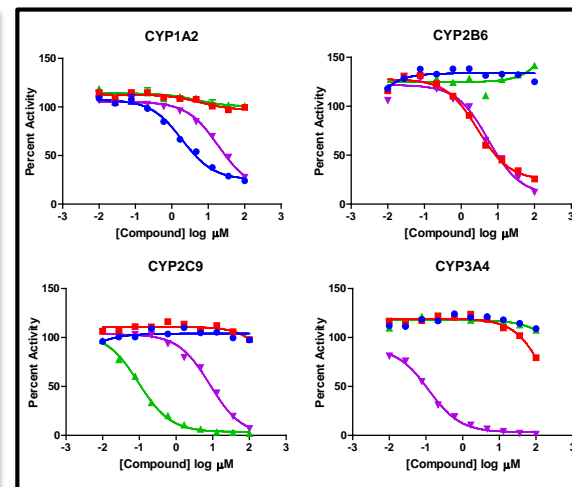 CYP1A2
Percent Activity
150
100
50
0
-3 -2 -1 0 1 2 3
[Compound] log μM
CYP2B6
Percent Activity
150
100
50
0
-3 -2 -1 0 1 2 3
[Compound] log μM
CYP2C9
Percent Activity
150
100
50
0
-3 -2 -1 0 1 2 3
[Compound] log μM
CYP3A4
Percent Activity
150
100
50
0
-3 -2 -1 0 1 2 3
[Compound] log μM